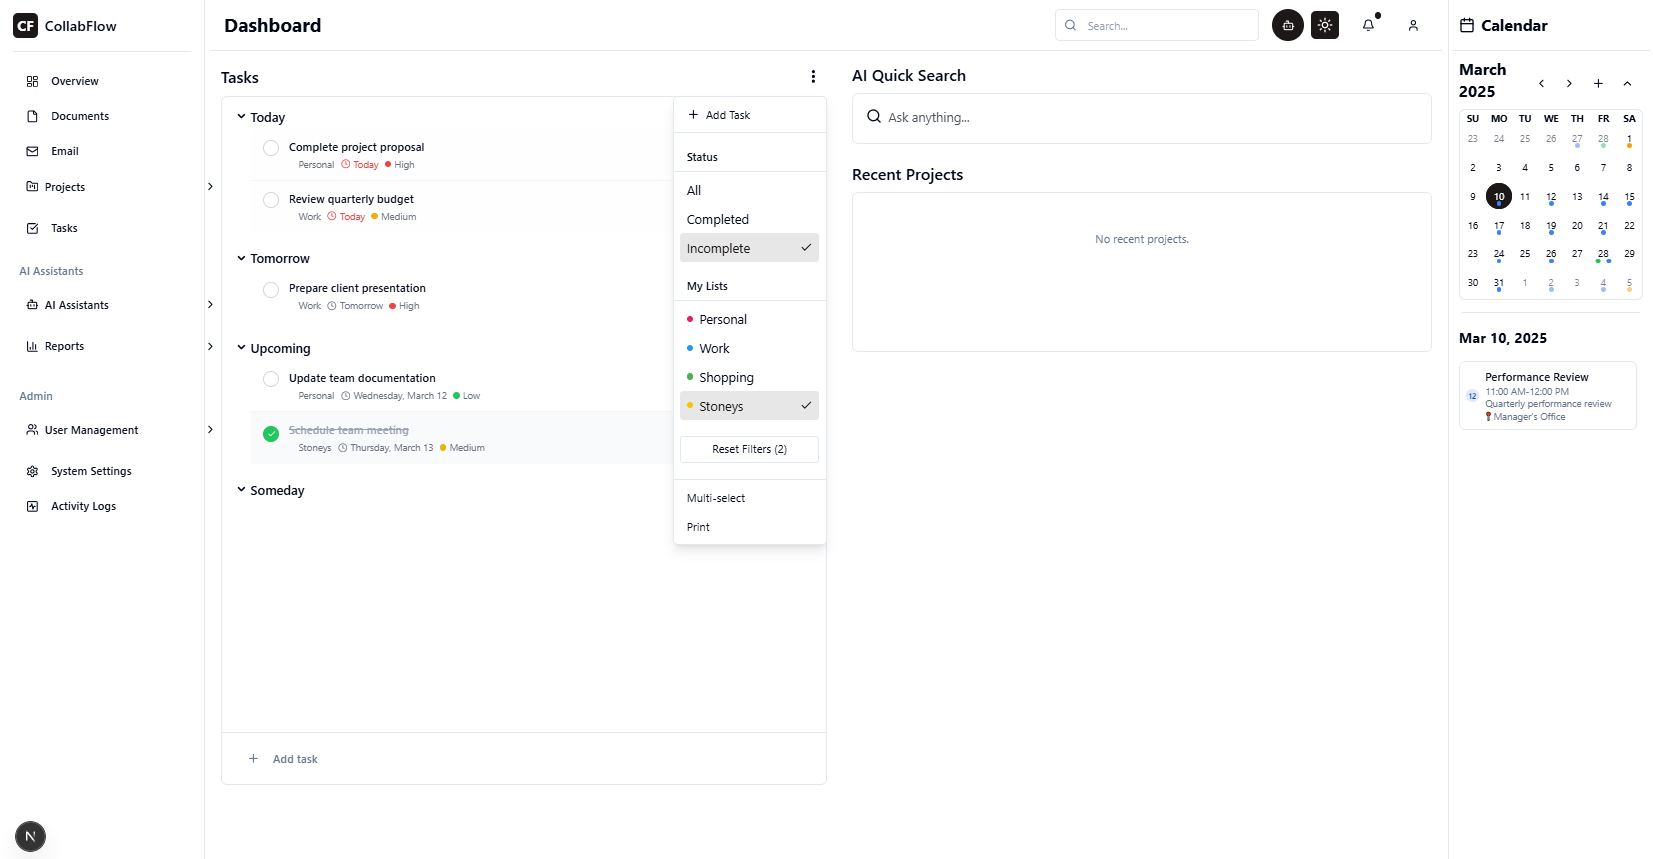 CF CollabFlow
Overview
Documents
Email
Projects
Tasks
AI Assistants
AI Assistants
Reports
Admin
User Management
System Settings
Activity Logs
N
Dashboard
Search...
Tasks
Today
Complete project proposal
Personal Today High
Review quarterly budget
Work Today Medium
Tomorrow
Prepare client presentation
Work Tomorrow High
Upcoming
Update team documentation
Personal Wednesday, March 12 Low
Schedule team meeting
Stoneys Thursday, March 13 Medium
Someday
Add task
Add Task
Status
All
Completed
Incomplete
My Lists
Personal
Work
Shopping
Stoneys
Reset Filters (2)
Multi-select
Print
AI Quick Search
Ask anything...
Recent Projects
No recent projects.
Calendar
March
2025
SU MO TU WE TH FR SA
23 24 25 26 27 28 1
2 3 4 5 6 7 8
9 10 11 12 13 14 15
16 17 18 19 20 21 22
23 24 25 26 27 28 29
30 31 1 2 3 4 5
Mar 10, 2025
Performance Review
12
11:00 AM-12:00 PM
Quarterly performance review
Manager's Office